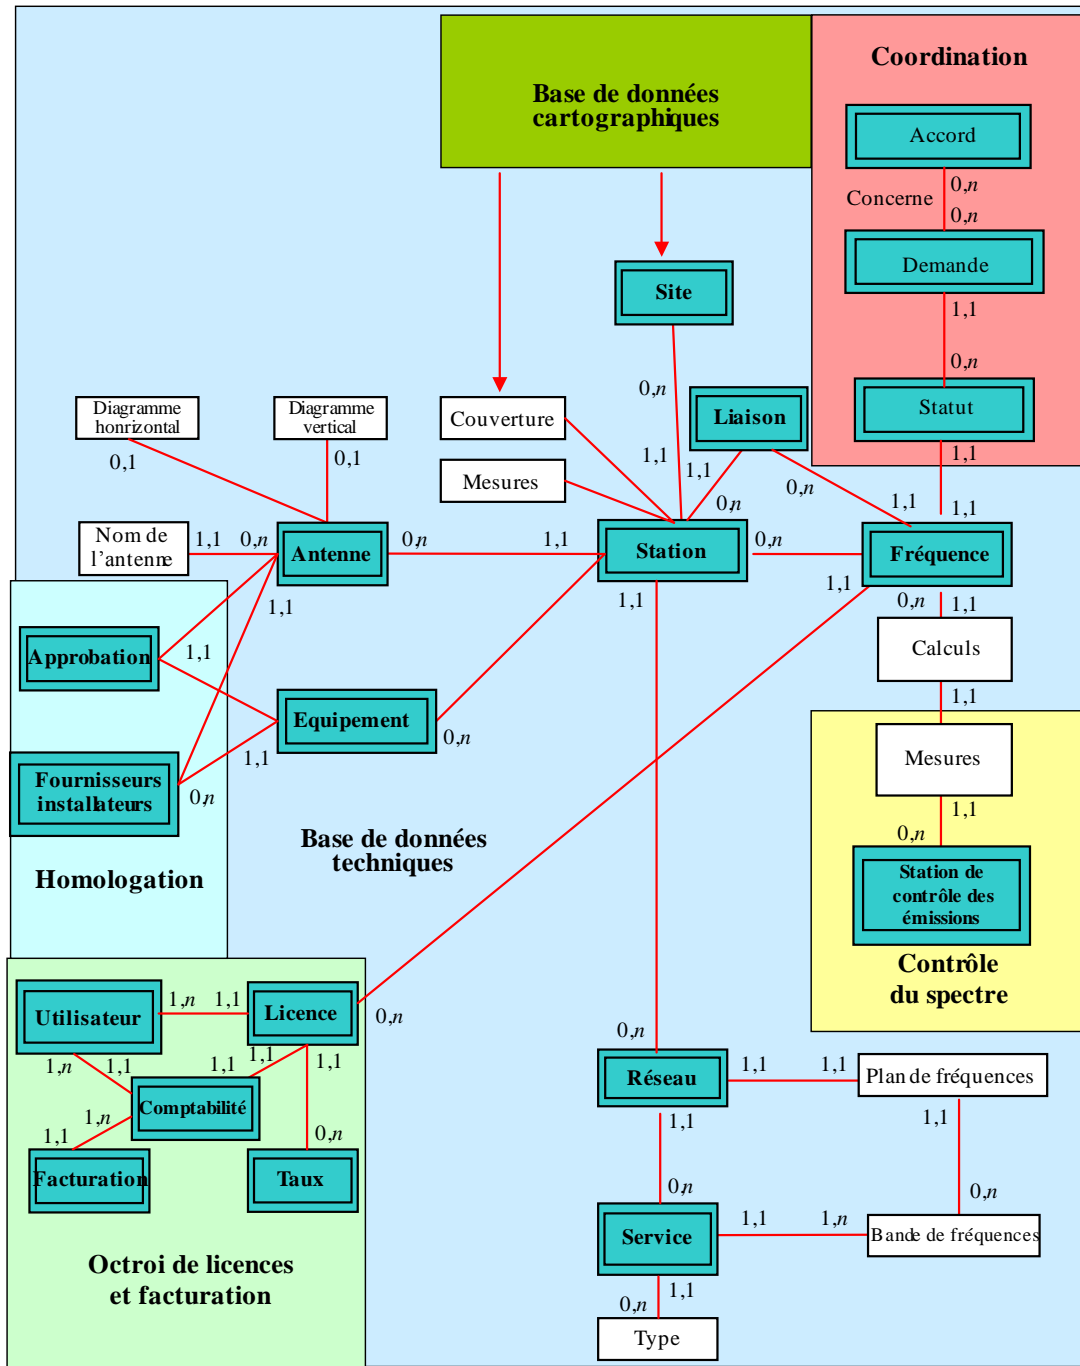 Coordination
Base de données
cartographiques
Accord
0,n
Concerne
0,n
Demande
1,1
0,n
Statut
1,1
1,1
Site
0,n
1,1
Liaison
1,1
0,n
0,n
1,1
Diagramme
honrizontal
0,1
Diagramme
vertical
0,1
Couverture
Mesures
Nom de
l'antenne
1,1
0,n
Antenne
0,n
1,1
Station
0,n
Fréquence
1,1
1,1
1,1
0,n
1,1
Calculs
1,1
Approbation
1,1
Equipement
0,n
1,1
Fournisseurs
installateurs
0,n
Homologation
Base de données
techniques
Mesures
1,1
0,n
Station de
contrôle des
émissions
Contrôle
du spectre
Utilisateur
1,n
1,1
Licence
0,n
1,n
1,1
1,1
1,1
1,1
Comptabilité
1,n
1,1
0,n
Facturation
Taux
Octroi de licences
et facturation
0,n
Réseau
1,1
1,1
Plan de fréquences
1,1
1,1
0,n
0,n
Service
1,1
1,n
Bande de fréquences
1,1
0,n
Type